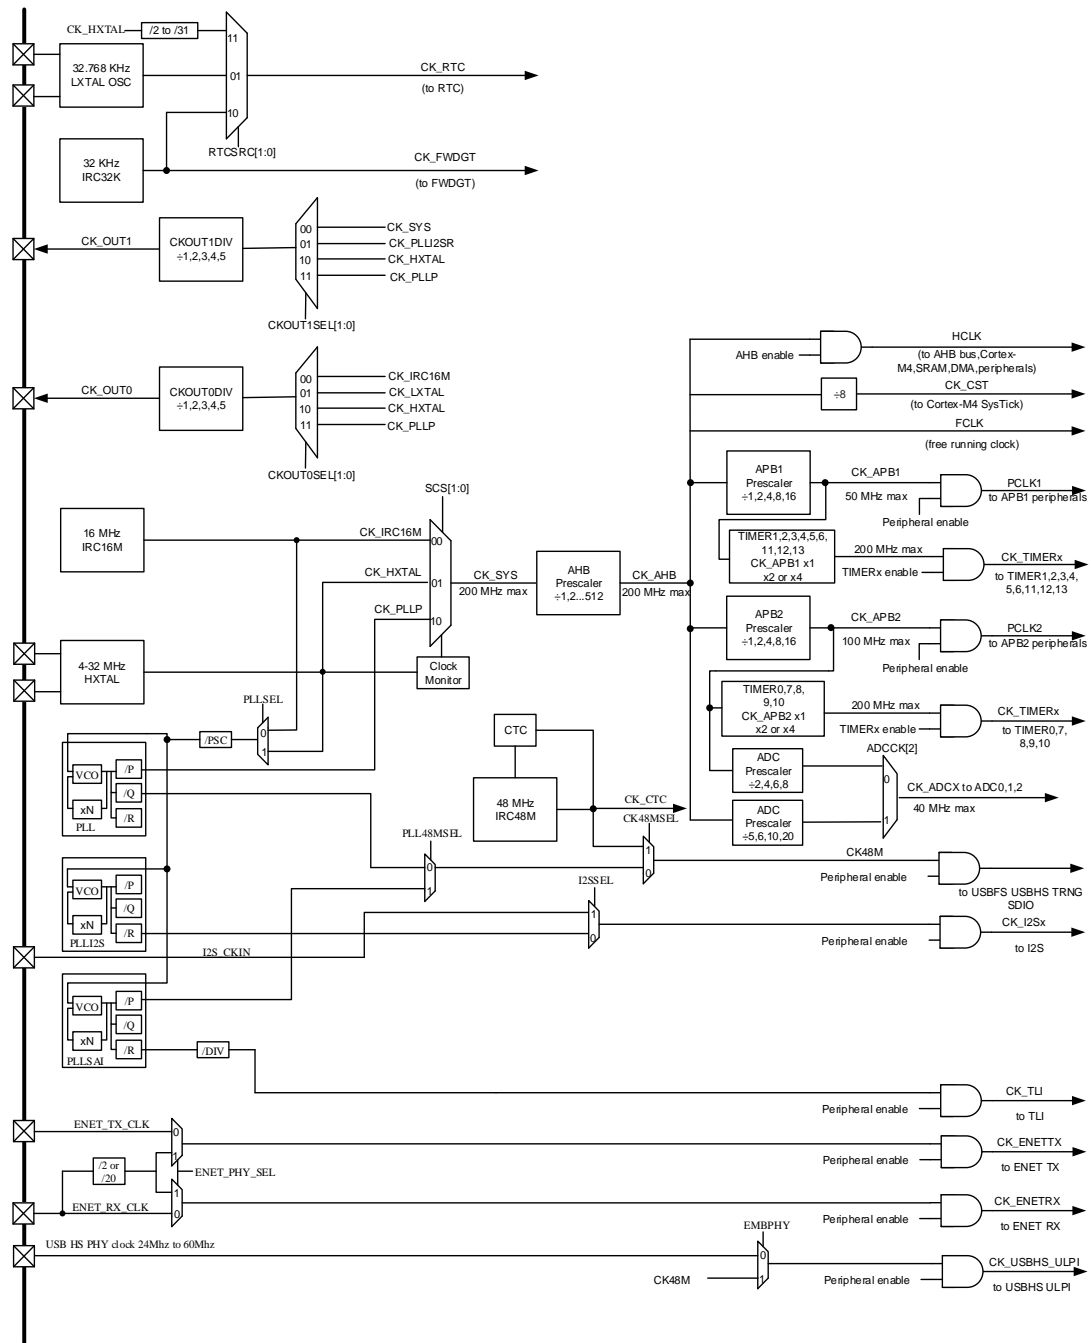 CK_HXTAL
/2 to /31
11
32.768 KHz
LXTAL OSC
01
CK_RTC
(to RTC)
10
RTCSRC[1:0]
32 KHz
IRC32K
CK_FWDGT
(to FWDGT)
CK_OUT1
CKOUT1DIV
÷1,2,3,4,5
00
01
10
11
CK_SYS
CK_PLLI2SR
CK_HXTAL
CK_PLLP
CKOUT1SEL[1:0]
CK_OUT0
CKOUT0DIV
÷1,2,3,4,5
00
01
10
11
CK_IRC16M
CK_LXTAL
CK_HXTAL
CK_PLLP
CKOUT0SEL[1:0]
AHB enable
HCLK
(to AHB bus,Cortex-
M4,SRAM,DMA,peripherals)
÷8
CK_CST
(to Cortex-M4 SysTick)
FCLK
(free running clock)
SCS[1:0]
16 MHz
IRC16M
CK_IRC16M
00
CK_HXTAL
01
CK_PLLP
10
CK_SYS
200 MHz max
AHB
Prescaler
÷1,2...512
CK_AHB
200 MHz max
APB1
Prescaler
÷1,2,4,8,16
CK_APB1
50 MHz max
Peripheral enable
PCLK1
to APB1 peripherals
TIMER1,2,3,4,5,6,
11,12,13
CK_APB1 x1
x2 or x4
200 MHz max
TIMERx enable
CK_TIMERx
to TIMER1,2,3,4,
5,6,11,12,13
APB2
Prescaler
÷1,2,4,8,16
CK_APB2
100 MHz max
Peripheral enable
PCLK2
to APB2 peripherals
4-32 MHz
HXTAL
Clock
Monitor
TIMER0,7,8,
9,10
CK_APB2 x1
x2 or x4
200 MHz max
TIMERx enable
CK_TIMERx
to TIMER0,7,
8,9,10
PLLSEL
0
1
/PSC
VCO
xN
/P
/Q
/R
PLL
CTC
48 MHz
IRC48M
CK_CTC
ADC
Prescaler
÷2,4,6,8
ADC
Prescaler
÷5,6,10,20
ADCCK[2]
0
1
CK_ADCX to ADC0,1,2
40 MHz max
PLL48MSEL
0
1
CK48MSEL
1
0
CK48M
Peripheral enable
to USBFS USBHS TRNG
SDIO
VCO
xN
/P
/Q
/R
PLLI2S
I2SSEL
1
0
I2S_CKIN
Peripheral enable
CK_I2Sx
to I2S
VCO
xN
/P
/Q
/R
PLLSAI
/DIV
Peripheral enable
CK_TLI
to TLI
ENET_TX_CLK
0
1
/2 or
/20
ENET_PHY_SEL
Peripheral enable
CK_ENETTX
to ENET TX
ENET_RX_CLK
1
0
Peripheral enable
CK_ENETRX
to ENET RX
USB HS PHY clock 24Mhz to 60Mhz
EMBPHY
0
1
CK48M
Peripheral enable
CK_USBHS_ULPI
to USBHS ULPI